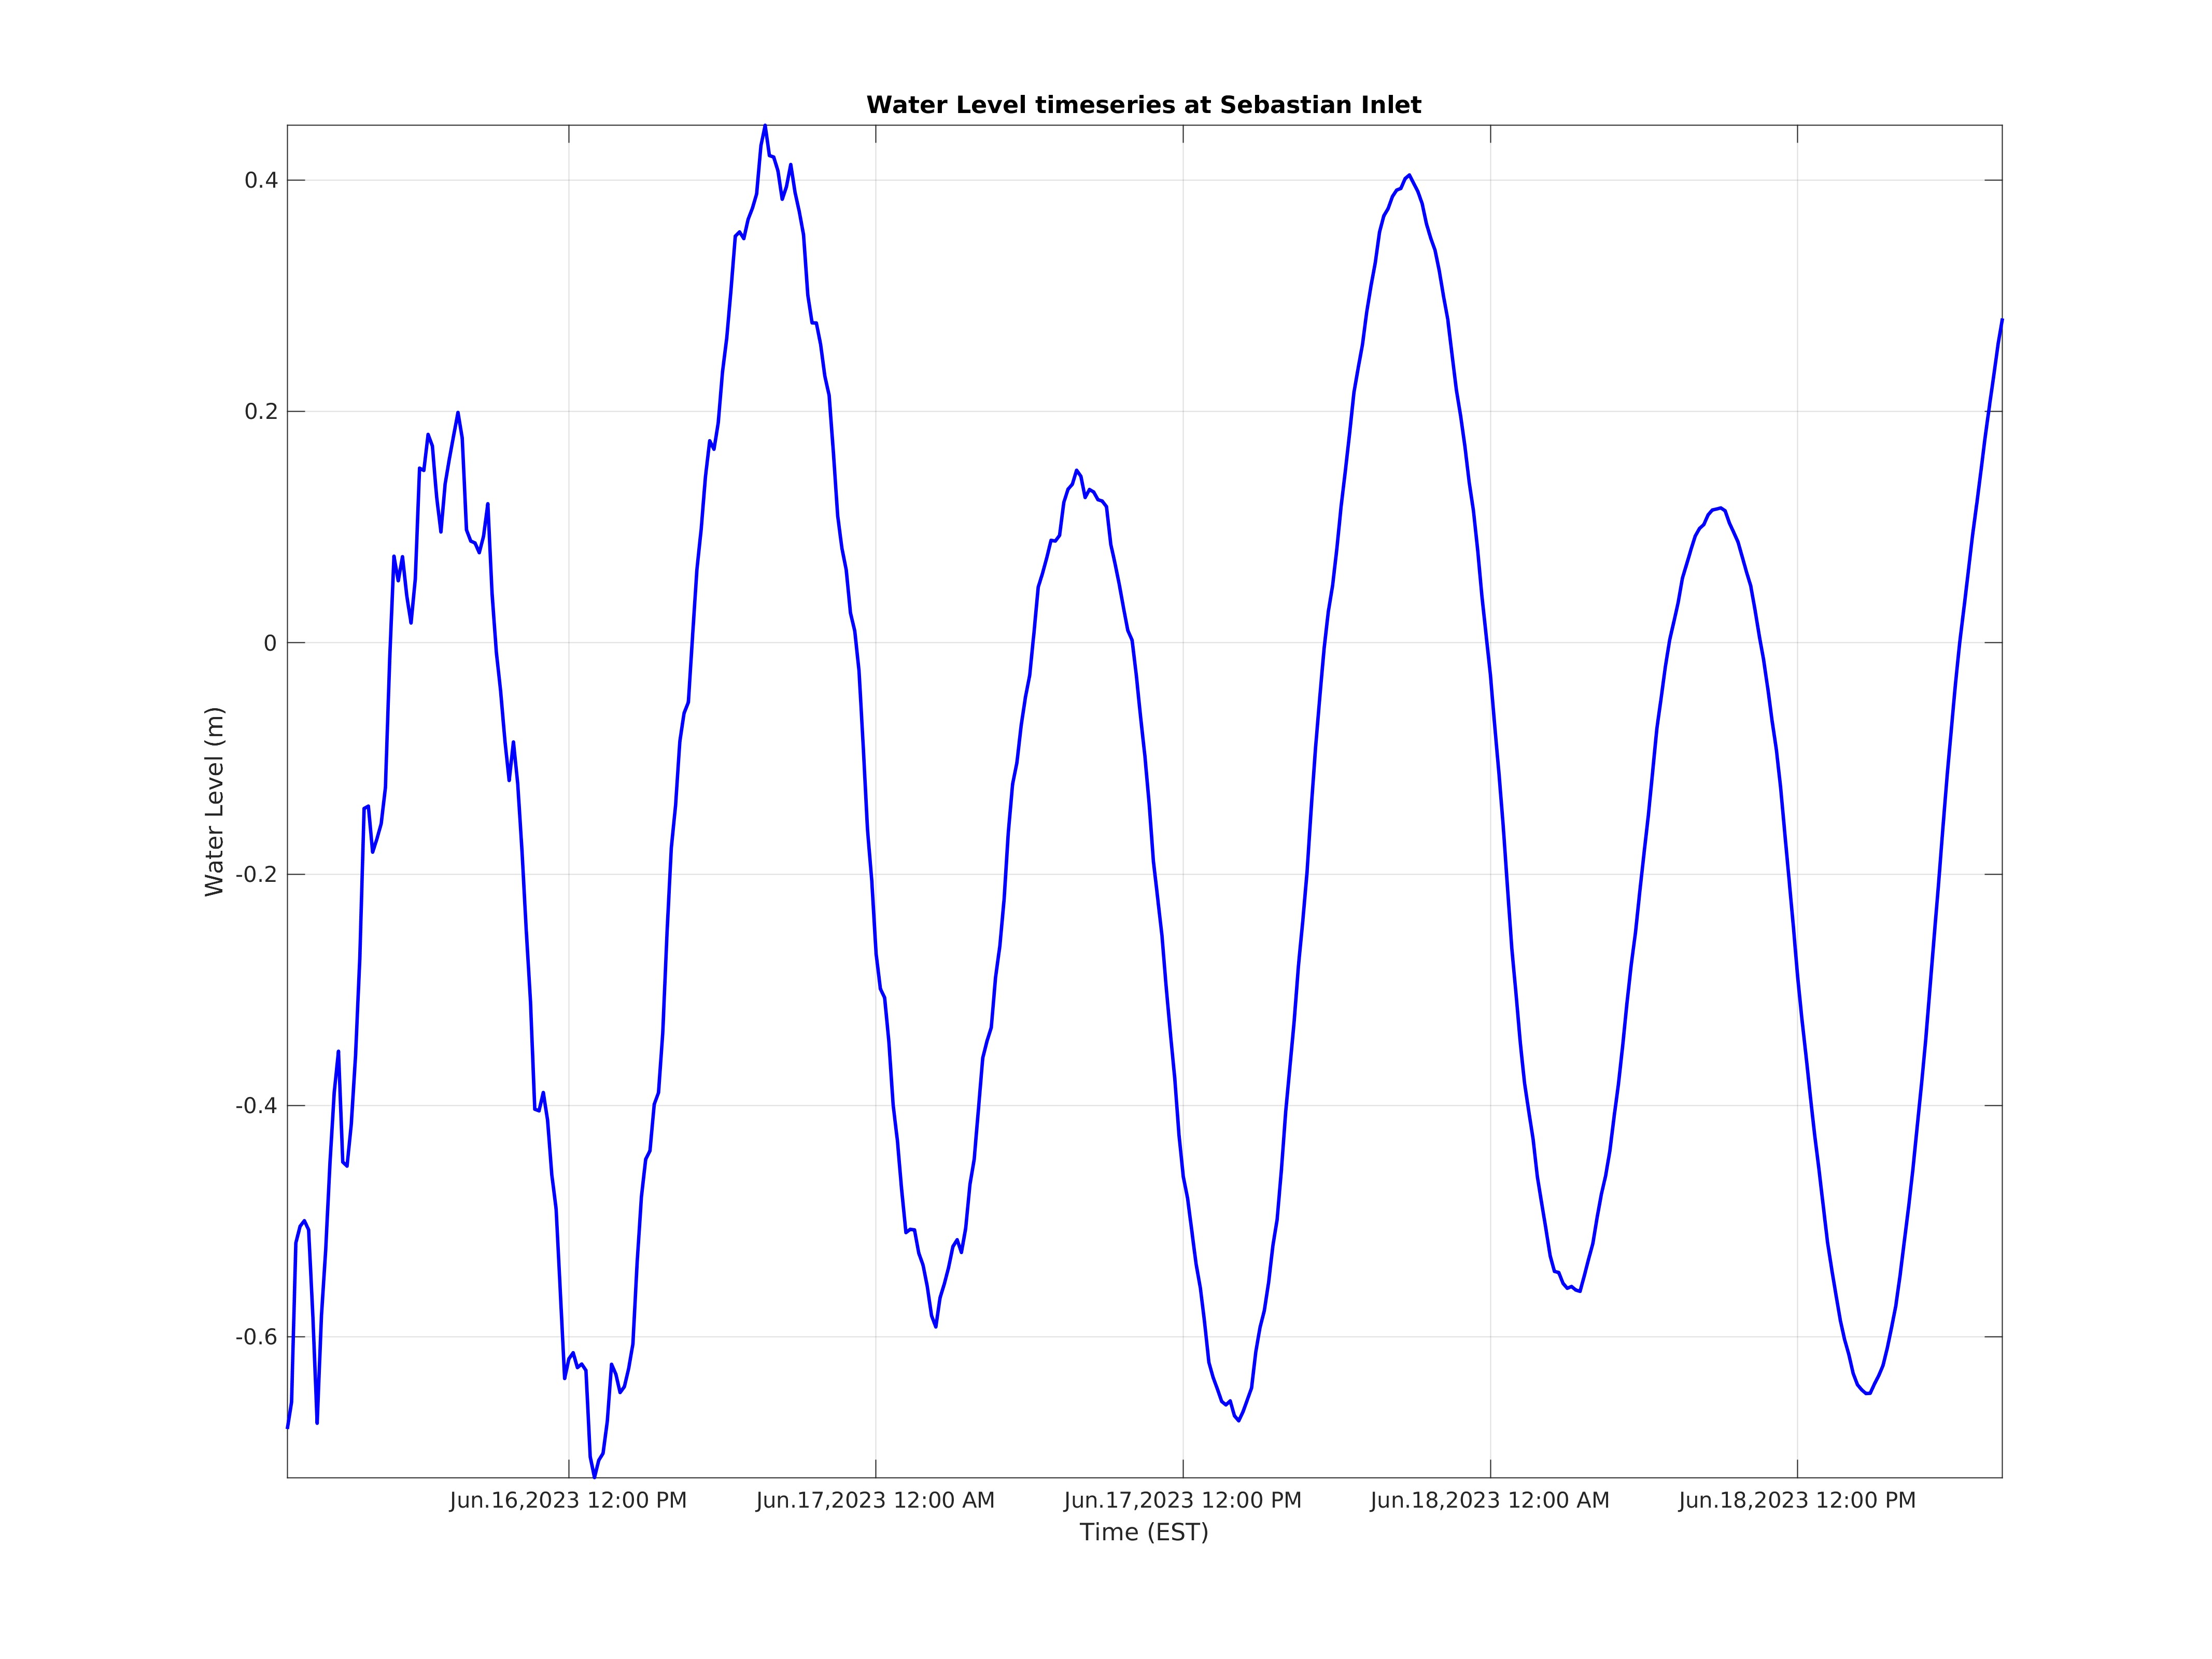 Water Level timeseries at Sebastian Inlet
0.4
0.2
0
-0.2
-0.4
-0.6
Water Level (m)
Jun.16,2023 12:00 PM
Jun.17,2023 12:00 AM
Jun.17,2023 12:00 PM
Jun.18,2023 12:00 AM
Jun.18,2023 12:00 PM
Time (EST)